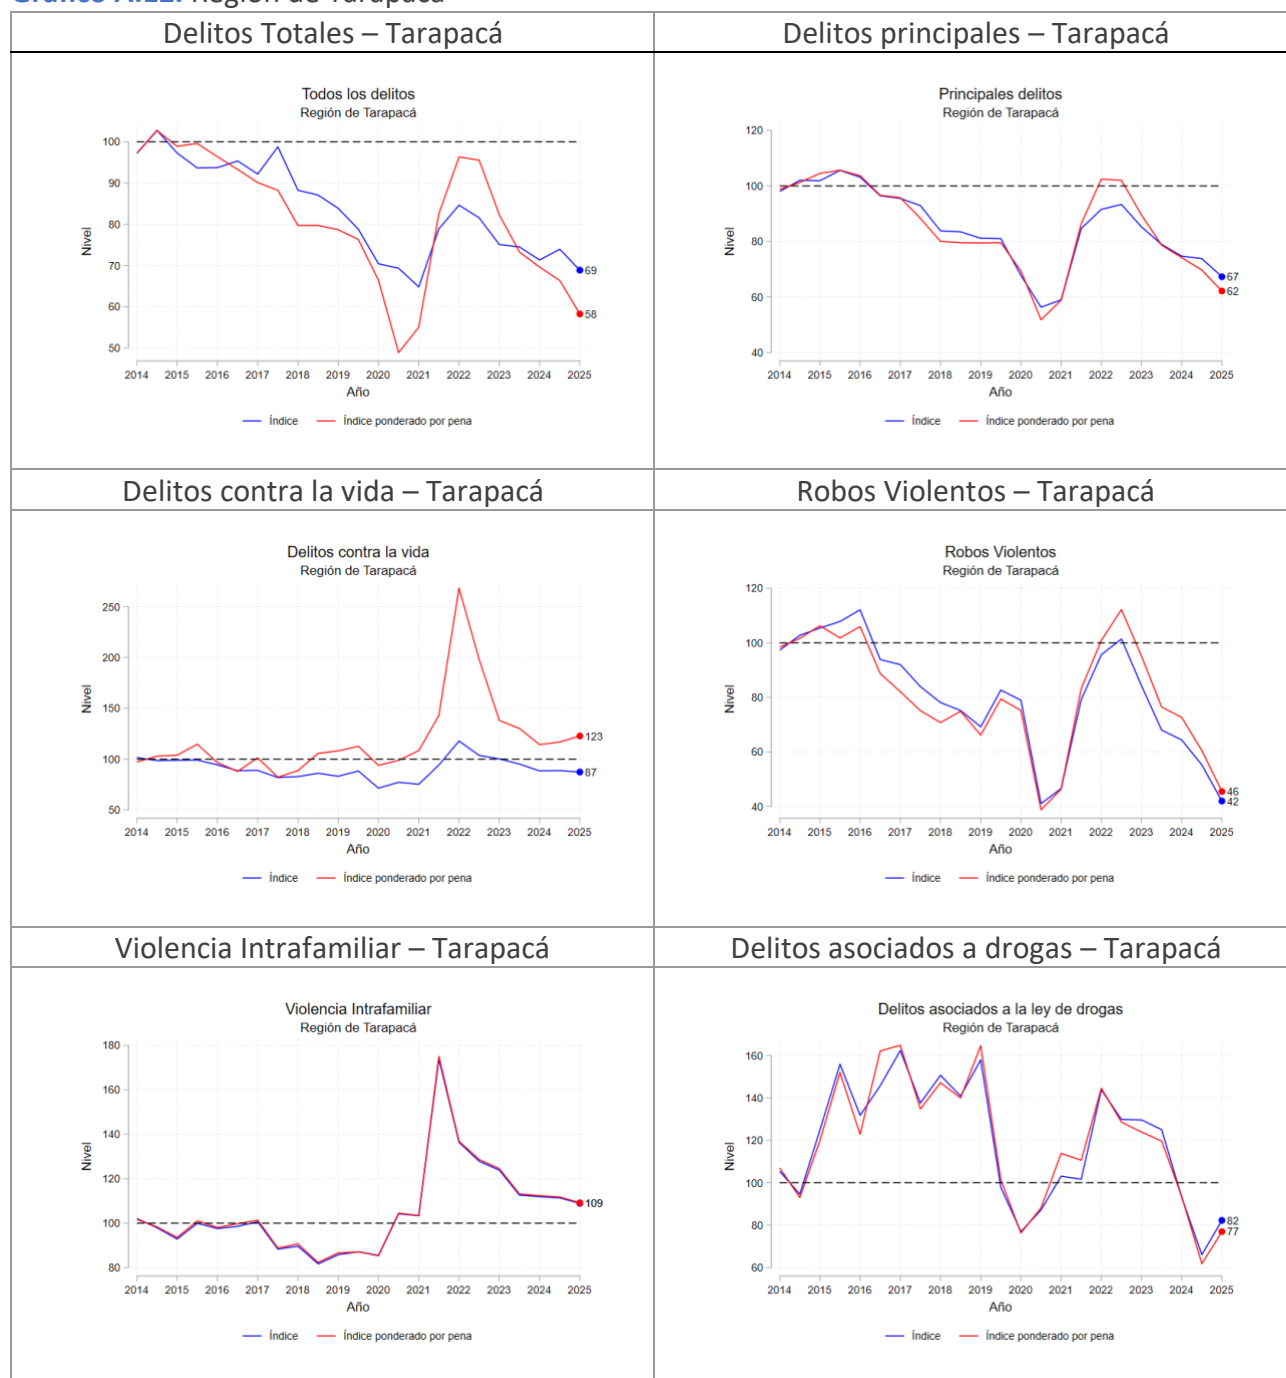 Gráfico A.12. Región de Tarapacá
Delitos Totales – Tarapacá
Delitos principales – Tarapacá
Todos los delitos
Región de Tarapacá
100
90
80
70
60
50
Nivel
69
58
2014 2015 2016 2017 2018 2019 2020 2021 2022 2023 2024 2025
Año
Índice Índice ponderado por pena
Principales delitos
Región de Tarapacá
120
100
80
60
40
Nivel
67
62
2014 2015 2016 2017 2018 2019 2020 2021 2022 2023 2024 2025
Año
Índice Índice ponderado por pena
Delitos contra la vida – Tarapacá
Robos Violentos – Tarapacá
Delitos contra la vida
Región de Tarapacá
250
200
150
100
50
Nivel
123
87
2014 2015 2016 2017 2018 2019 2020 2021 2022 2023 2024 2025
Año
Índice Índice ponderado por pena
Robos Violentos
Región de Tarapacá
120
100
80
60
40
Nivel
46
42
2014 2015 2016 2017 2018 2019 2020 2021 2022 2023 2024 2025
Año
Índice Índice ponderado por pena
Violencia Intrafamiliar – Tarapacá
Delitos asociados a drogas – Tarapacá
Violencia Intrafamiliar
Región de Tarapacá
180
160
140
120
100
80
Nivel
109
2014 2015 2016 2017 2018 2019 2020 2021 2022 2023 2024 2025
Año
Índice Índice ponderado por pena
Delitos asociados a la ley de drogas
Región de Tarapacá
160
140
120
100
80
60
Nivel
82
77
2014 2015 2016 2017 2018 2019 2020 2021 2022 2023 2024 2025
Año
Índice Índice ponderado por pena